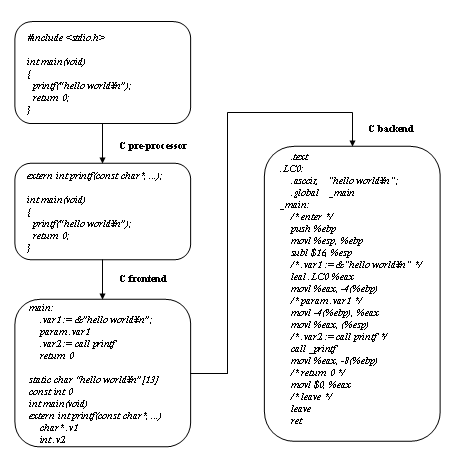 #include <stdio.h>
int main(void)
{
printf("hello world¥n");
return 0;
}
C pre-processor
extern int printf(const char*, ...);
int main(void)
{
printf("hello world¥n");
return 0;
}
C frontend
main:
.var1 := &"hello world¥n";
param .var1
.var2 := call printf
return 0
static char "hello world¥n" [13]
const int 0
int main(void)
extern int printf(const char*, ...)
char* .v1
int .v2
C backend
.text
.LC0:
.asciz, "hello world¥n";
.global _main
_main:
/* enter */
push %ebp
movl %esp, %ebp
subl $16, %esp
/* .var1 := &"hello world¥n" */
leal .LC0 %eax
movl %eax, -4(%ebp)
/* param .var1 */
movl -4(%ebp), %eax
movl %eax, (%esp)
/* .var2 := call printf */
call _printf
movl %eax, -8(%ebp)
/* return 0 */
movl $0, %eax
/* leave */
leave
ret